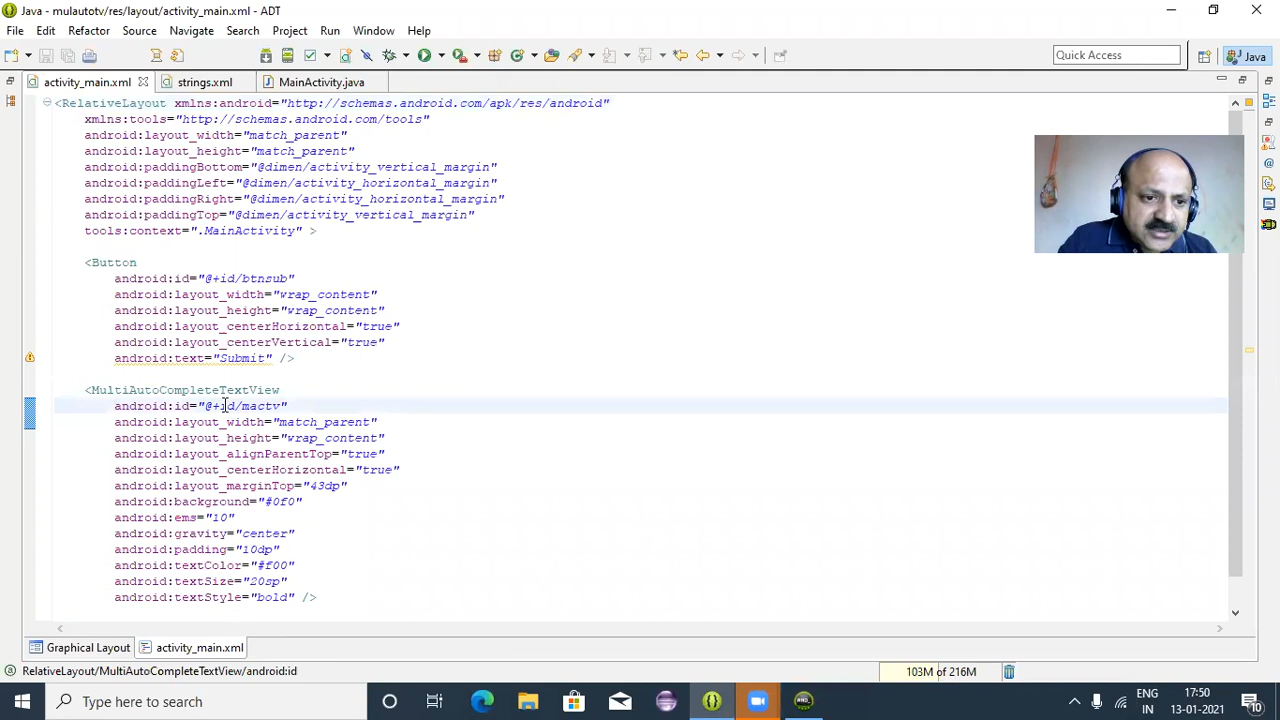 Java - mulautotv/res/layout/activity_main.xml - ADT
File Edit Refactor Source Navigate Search Project Run Window Help
Quick Access
Java
activity_main.xml
strings.xml
MainActivity.java
<RelativeLayout xmlns:android="http://schemas.android.com/apk/res/android"
xmlns:tools="http://schemas.android.com/tools"
android:layout_width="match_parent"
android:layout_height="match_parent"
android:paddingBottom="@dimen/activity_vertical_margin"
android:paddingLeft="@dimen/activity_horizontal_margin"
android:paddingRight="@dimen/activity_horizontal_margin"
android:paddingTop="@dimen/activity_vertical_margin"
tools:context=".MainActivity" >
<Button
android:id="@+id/btnsub"
android:layout_width="wrap_content"
android:layout_height="wrap_content"
android:layout_centerHorizontal="true"
android:layout_centerVertical="true"
android:text="Submit" />
<MultiAutoCompleteTextView
android:id="@+id/mactv"
android:layout_width="match_parent"
android:layout_height="wrap_content"
android:layout_alignParentTop="true"
android:layout_centerHorizontal="true"
android:layout_marginTop="43dp"
android:background="#0f0"
android:ems="10"
android:gravity="center"
android:padding="10dp"
android:textColor="#f00"
android:textSize="20sp"
android:textStyle="bold" />
Graphical Layout
activity_main.xml
RelativeLayout/MultiAutoCompleteTextView/android:id
103M of 216M
Type here to search
ENG
IN
17:50
13-01-2021
10